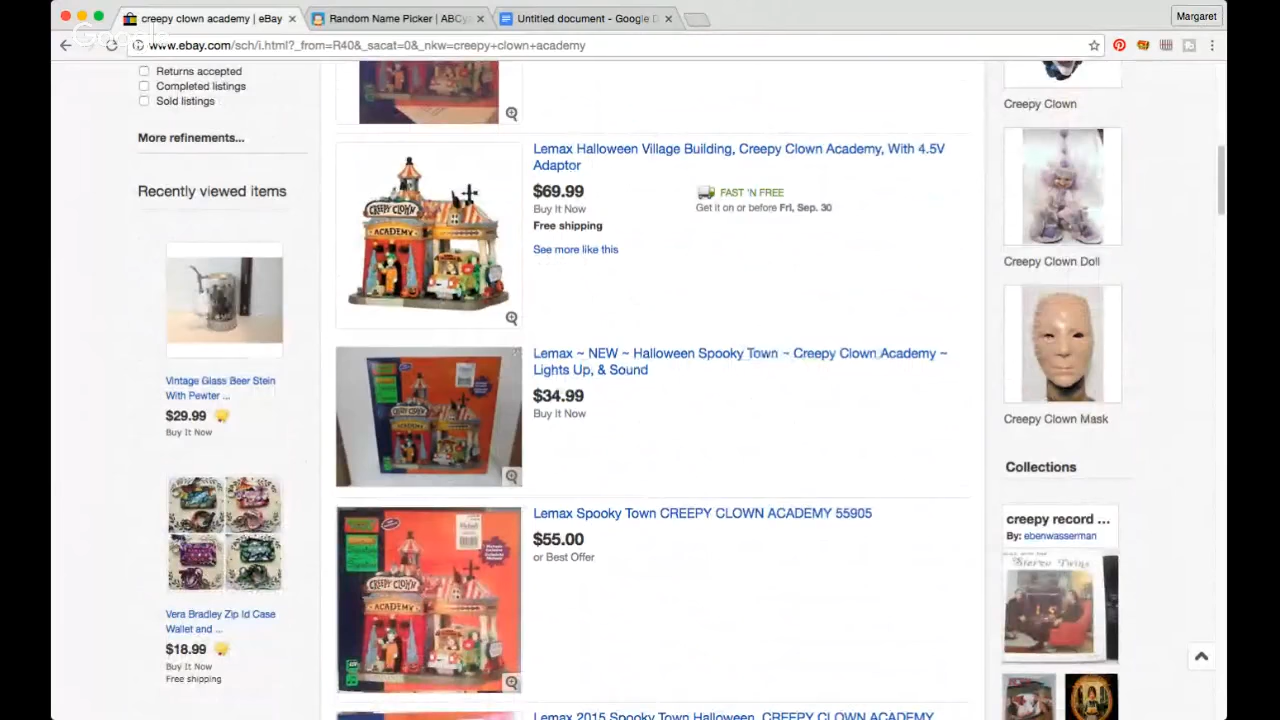 creepy clown academy | eBay
Random Name Picker | ABCy
Untitled document - Google D
Margaret
Google
www.ebay.com/sch/i.html?_from=R40&_sacat=0&_nkw=creepy+clown+academy
Returns accepted
Completed listings
Sold listings
More refinements...
Recently viewed items
Vintage Glass Beer Stein
With Pewter ...
$29.99
Buy It Now
Vera Bradley Zip Id Case
Wallet and ...
$18.99
Buy It Now
Free shipping
CREEPY CLOWN
ACADEMY
Lemax Halloween Village Building, Creepy Clown Academy, With 4.5V
Adaptor
$69.99
Buy It Now
Free shipping
See more like this
FAST 'N FREE
Get it on or before Fri, Sep. 30
Lemax ~ NEW ~ Halloween Spooky Town ~ Creepy Clown Academy ~
Lights Up, & Sound
$34.99
Buy It Now
CREEPY CLOWN
ACADEMY
Lemax Spooky Town CREEPY CLOWN ACADEMY 55905
$55.00
or Best Offer
Lemax 2015 Spooky Town Halloween, CREEPY CLOWN ACADEMY
Creepy Clown
Creepy Clown Doll
Creepy Clown Mask
Collections
creepy record ...
By: ebenwasserman